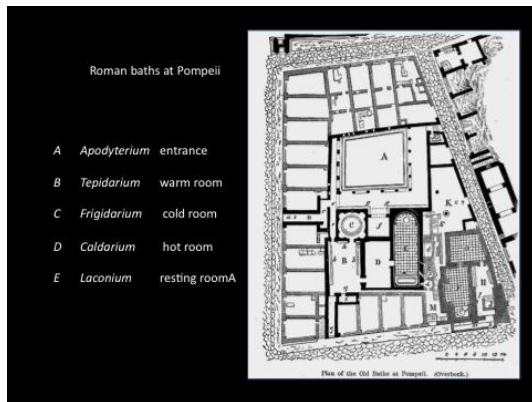 Roman baths at Pompeii
A Apodyterium entrance
B Tepidarium warm room
C Frigidarium cold room
D Caldarium hot room
E Laconium resting roomA
A
K
C
B
D
H
M
Plan of the Old Baths at Pompeii. (Overbeck.)